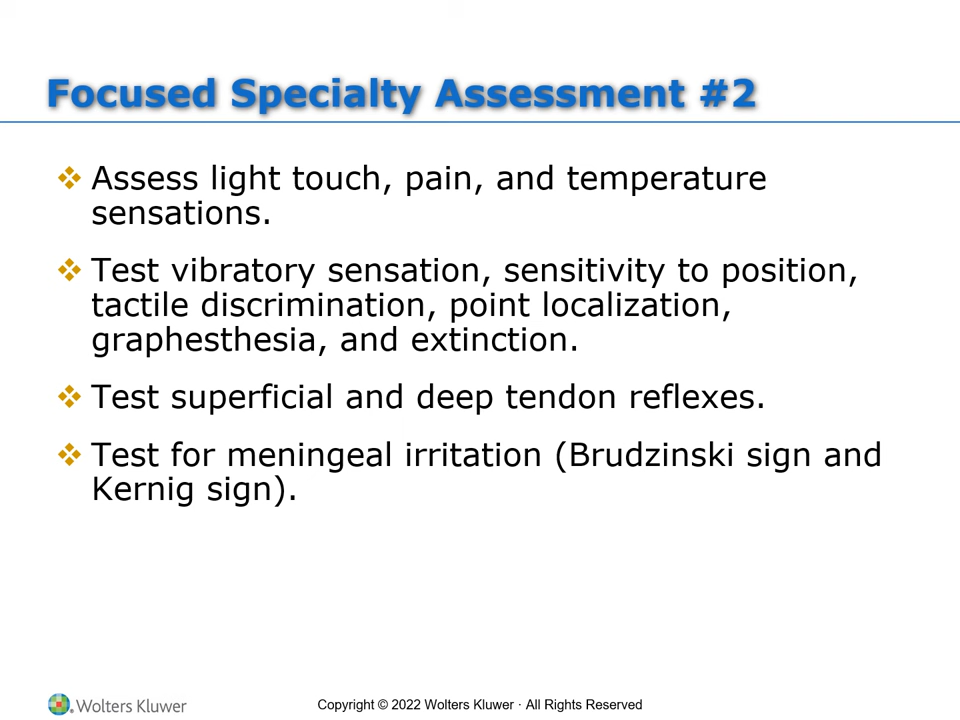 Focused Specialty Assessment #2
❖ Assess light touch, pain, and temperature
sensations.
❖ Test vibratory sensation, sensitivity to position,
tactile discrimination, point localization,
graphesthesia, and extinction.
❖ Test superficial and deep tendon reflexes.
❖ Test for meningeal irritation (Brudzinski sign and
Kernig sign).
Wolters Kluwer
Copyright © 2022 Wolters Kluwer · All Rights Reserved